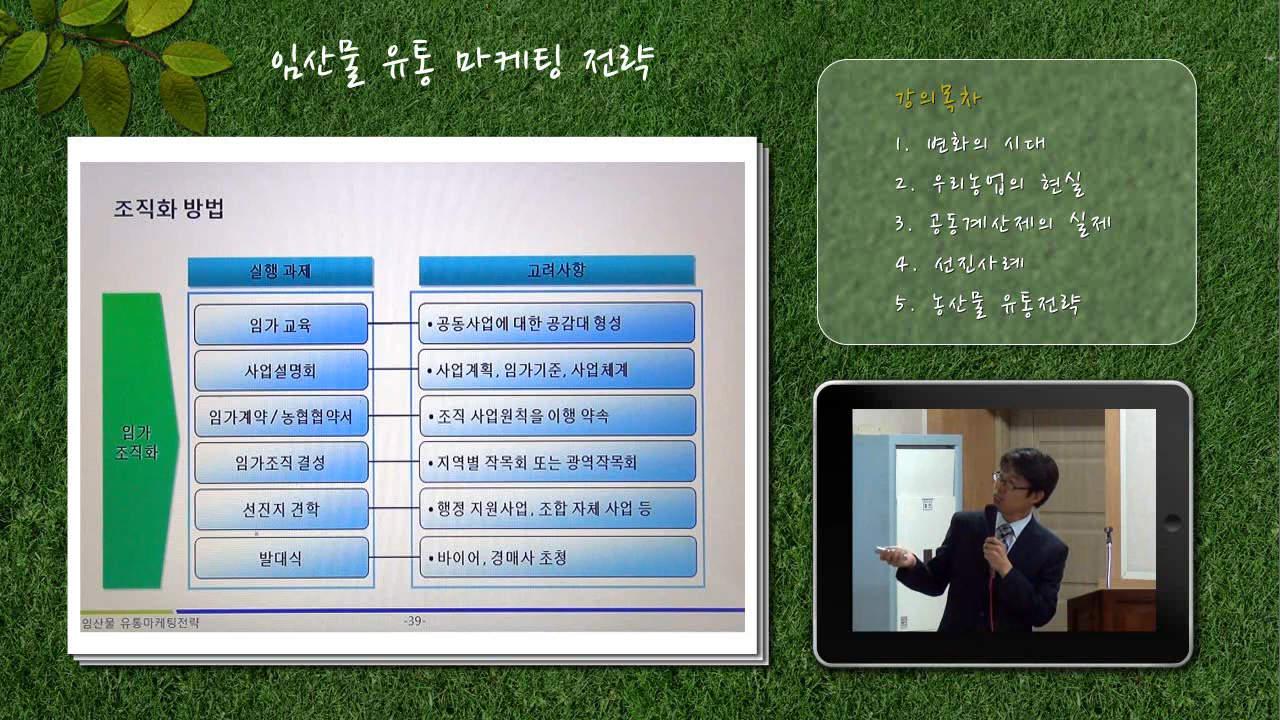 임산물 유통 마케팅 전략
강의목차
1. 변화의 시대
2. 우리농업의 현실
3. 공동계산제의 실제
4. 선진사례
5. 농산물 유통전략
조직화 방법
실행 과제
고려사항
임가
조직화
임가 교육
• 공동사업에 대한 공감대 형성
사업설명회
• 사업계획, 임가기준, 사업체계
임가계약 / 농협협약서
• 조직 사업원칙을 이행 약속
임가조직 결성
• 지역별 작목회 또는 광역작목회
선진지 견학
• 행정 지원사업, 조합 자체 사업 등
발대식
• 바이어, 경매사 초청
임산물 유통마케팅전략
-39-